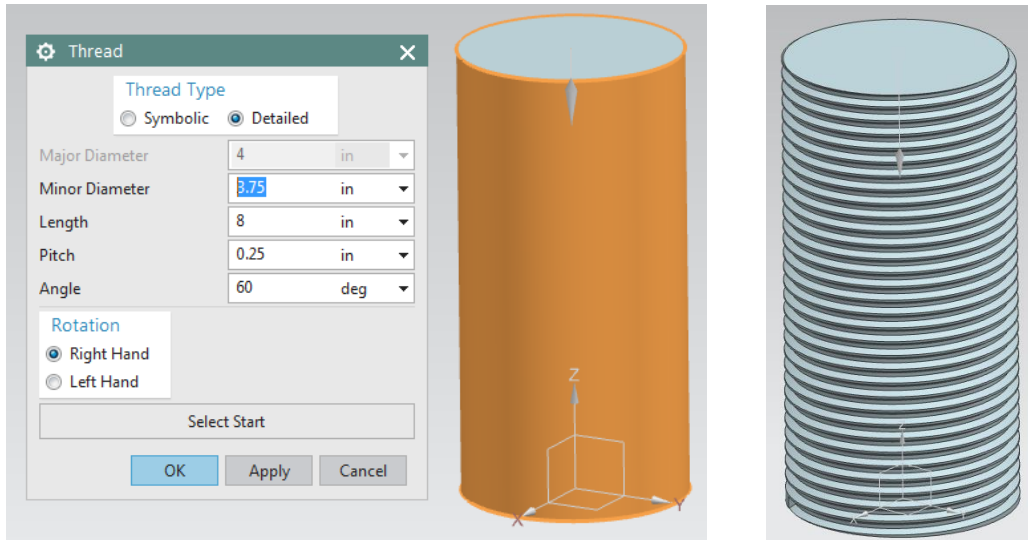 Thread
Thread Type
Symbolic Detailed
Major Diameter 4 in
Minor Diameter 3.75 in
Length 8 in
Pitch 0.25 in
Angle 60 deg
Rotation
Right Hand
Left Hand
Select Start
OK Apply Cancel
Z
X Y
Z
X